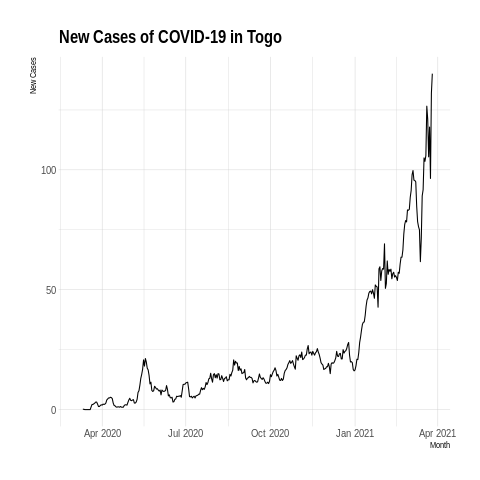 New Cases of COVID-19 in Togo
New Cases
100
50
0
Apr 2020
Jul 2020
Oct 2020
Jan 2021
Apr 2021
Month